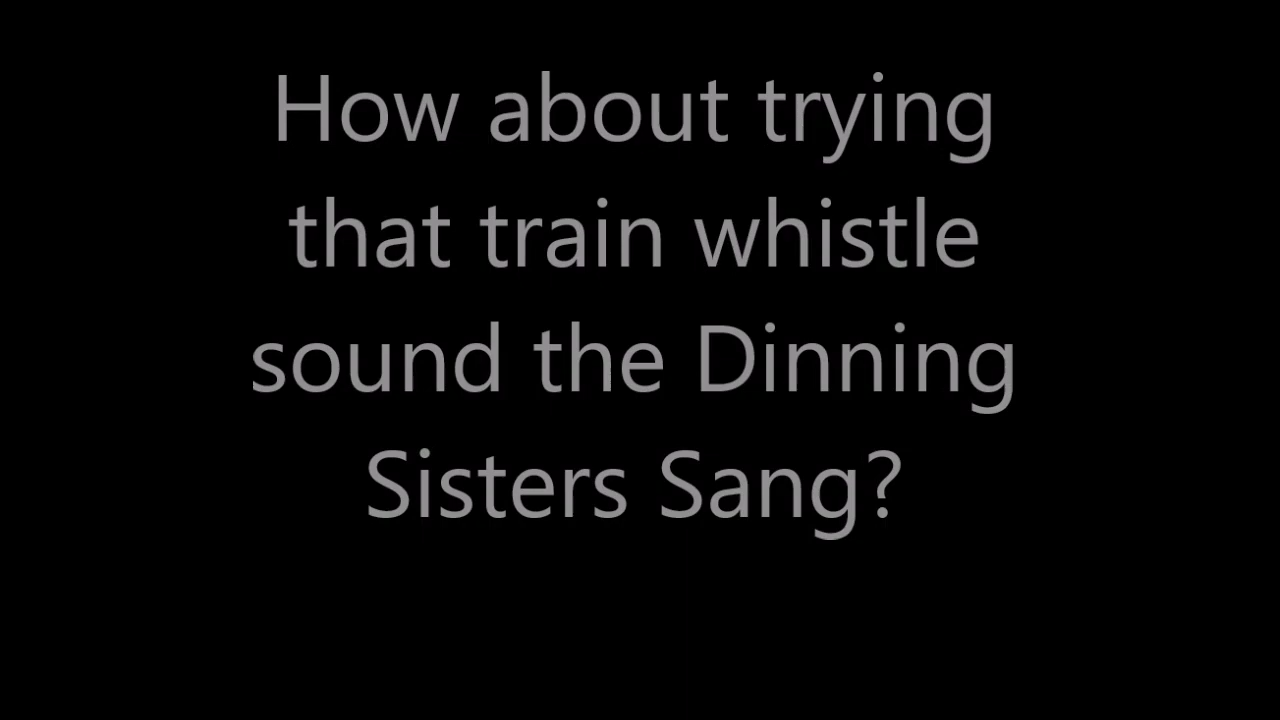 How about trying
that train whistle
sound the Dinning
Sisters Sang?